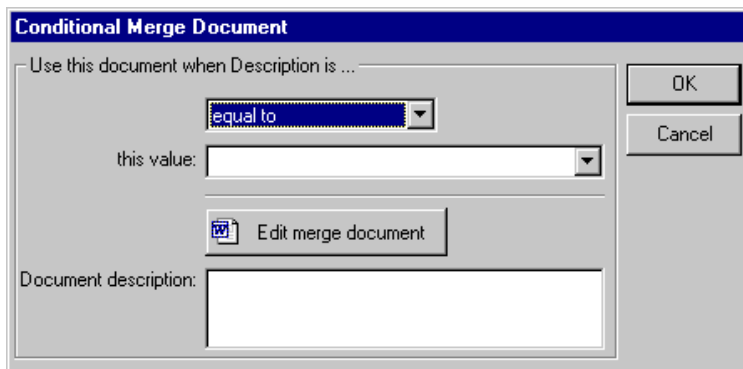 Conditional Merge Document
Use this document when Description is ...
equal to
this value:
Edit merge document
Document description:
OK
Cancel